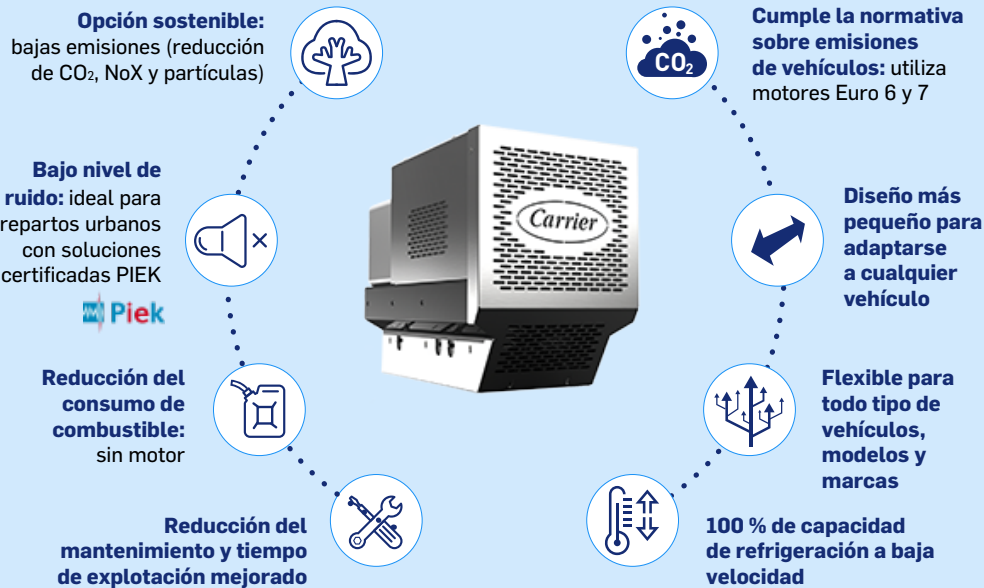 Opción sostenible:
bajas emisiones (reducción
de CO₂, NoX y partículas)
Bajo nivel de
ruido: ideal para
repartos urbanos
con soluciones
certificadas PIEK
Piek
Reducción del
consumo de
combustible:
sin motor
Reducción del
mantenimiento y tiempo
de explotación mejorado
Carrier
CO₂
Cumple la normativa
sobre emisiones
de vehículos: utiliza
motores Euro 6 y 7
Diseño más
pequeño para
adaptarse
a cualquier
vehículo
Flexible para
todo tipo de
vehículos,
modelos y
marcas
100 % de capacidad
de refrigeración a baja
velocidad